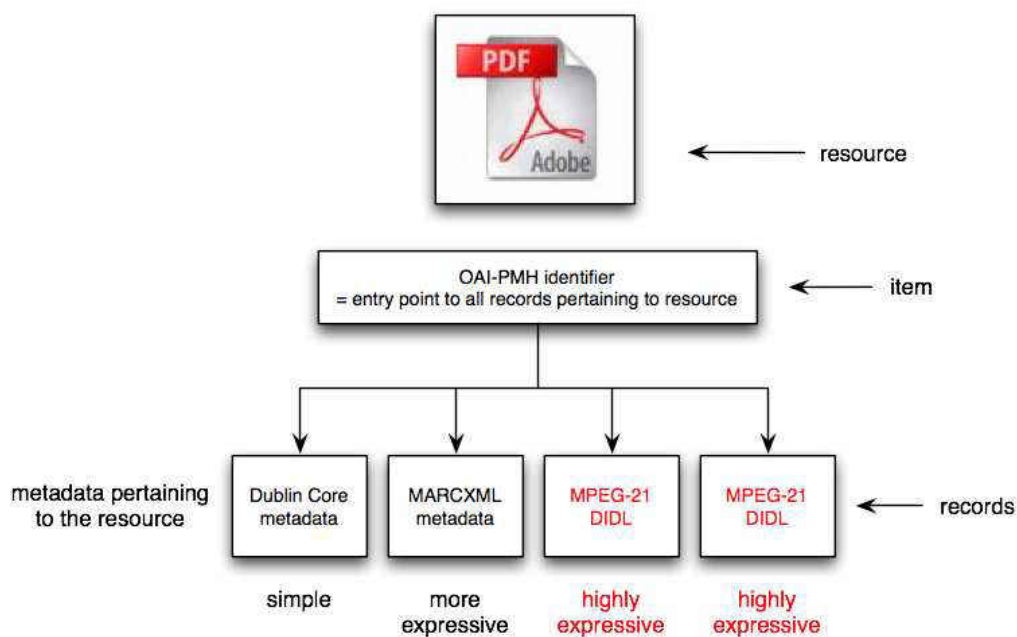 PDF
Adobe
resource
OAI-PMH identifier
= entry point to all records pertaining to resource
item
metadata pertaining
to the resource
Dublin Core
metadata
MARCXML
metadata
MPEG-21
DIDL
MPEG-21
DIDL
records
simple
more
expressive
highly
expressive
highly
expressive